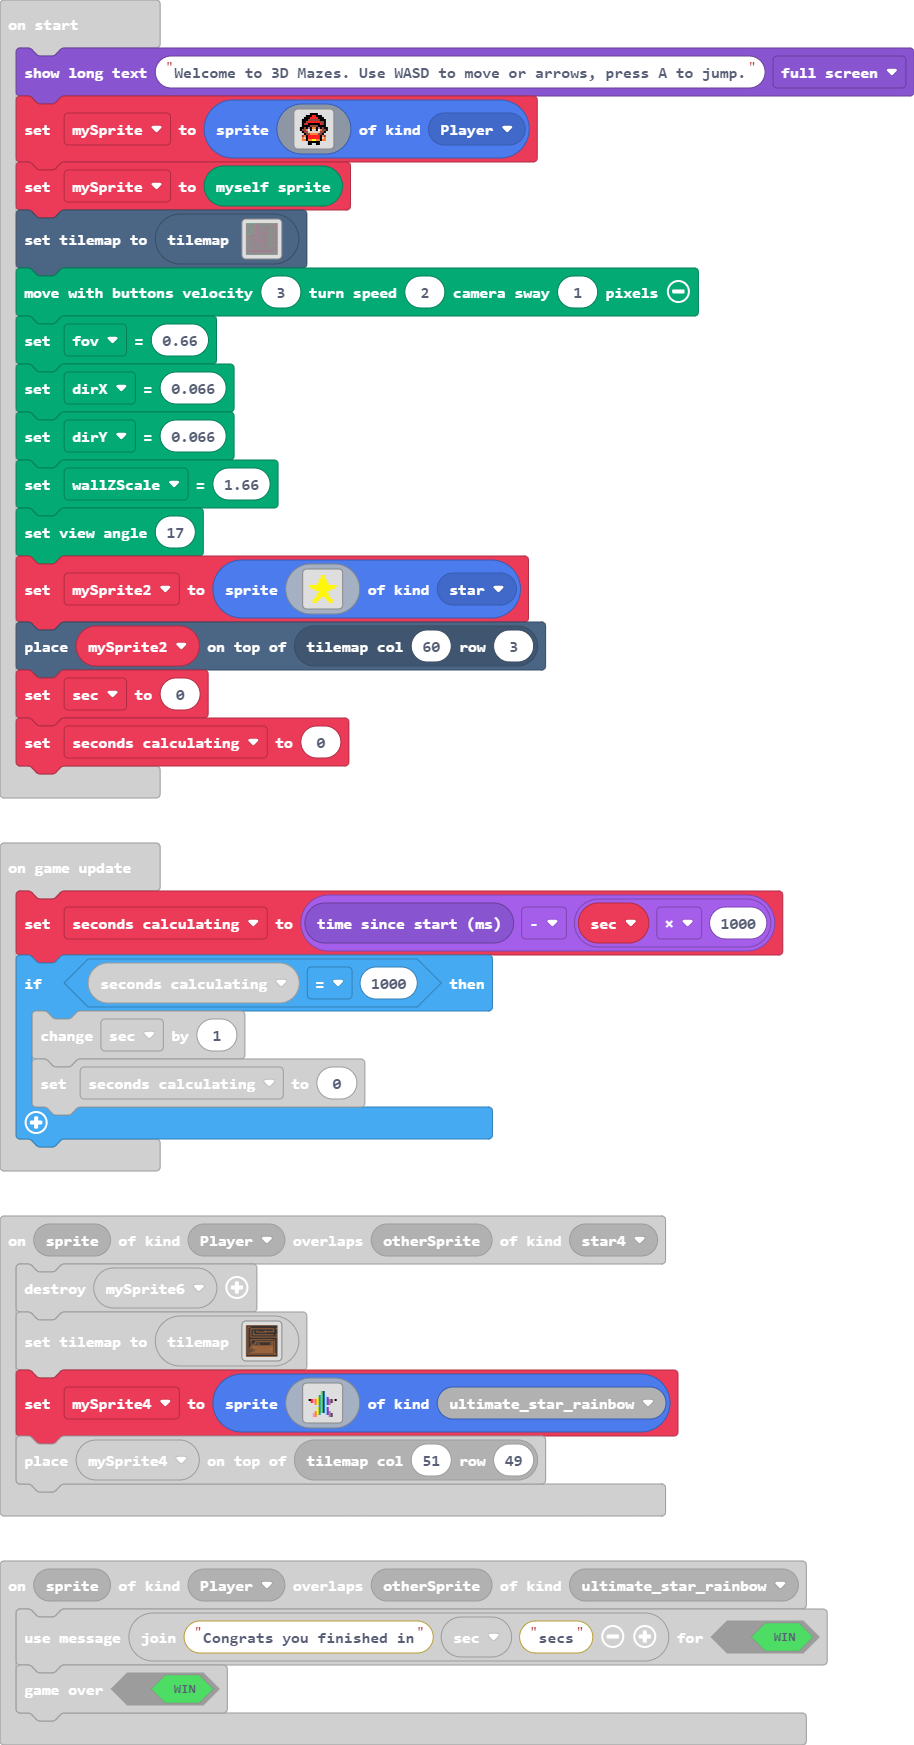 on start
show long text "Welcome to 3D Mazes. Use WASD to move or arrows, press A to jump." full screen
set mySprite to sprite of kind Player
set mySprite to myself sprite
set tilemap to tilemap
move with buttons velocity 3 turn speed 2 camera sway 1 pixels
set fov = 0.66
set dirX = 0.066
set dirY = 0.066
set wallZScale = 1.66
set view angle 17
set mySprite2 to sprite of kind star
place mySprite2 on top of tilemap col 60 row 3
set sec to 0
set seconds calculating to 0
on game update
set seconds calculating to time since start (ms) - sec × 1000
if seconds calculating = 1000 then
change sec by 1
set seconds calculating to 0
on sprite of kind Player overlaps otherSprite of kind star4
destroy mySprite6
set tilemap to tilemap
set mySprite4 to sprite of kind ultimate_star_rainbow
place mySprite4 on top of tilemap col 51 row 49
on sprite of kind Player overlaps otherSprite of kind ultimate_star_rainbow
use message join "Congrats you finished in" sec "secs" for WIN
game over WIN